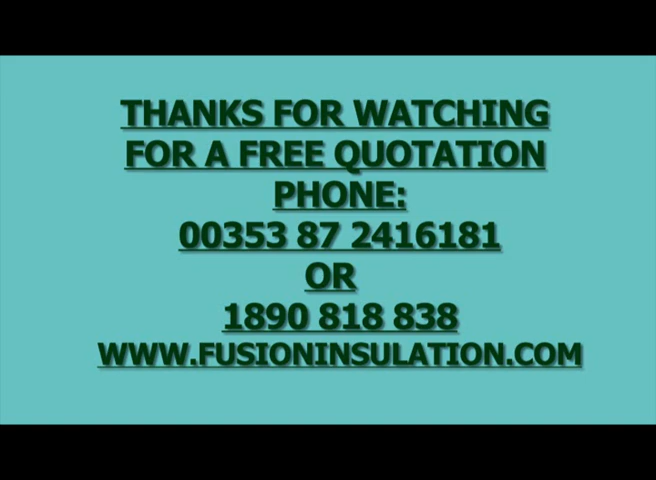 THANKS FOR WATCHING
FOR A FREE QUOTATION
PHONE:
00353 87 2416181
OR
1890 818 838
WWW.FUSIONINSULATION.COM